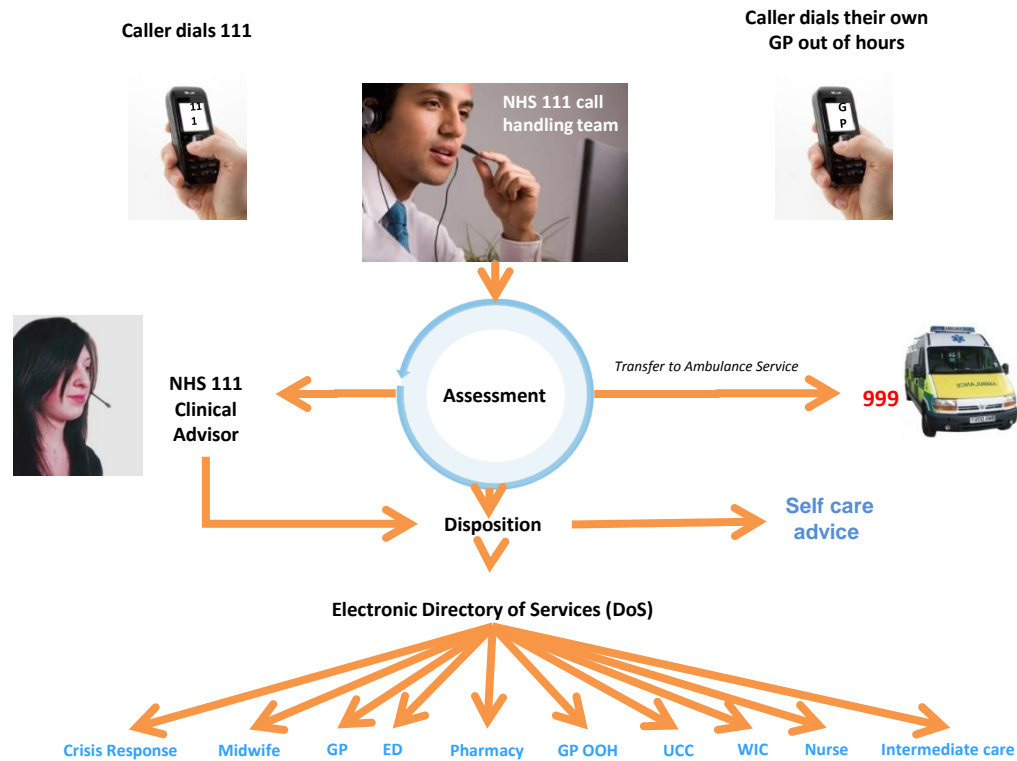 Caller dials 111
Caller dials their own
GP out of hours
11
1
NHS 111 call
handling team
G
P
NHS 111
Clinical
Advisor
Assessment
Transfer to Ambulance Service
999
AMBULANCE
Disposition
Self care
advice
Electronic Directory of Services (DoS)
Crisis Response
Midwife
GP
ED
Pharmacy
GP OOH
UCC
WIC
Nurse
Intermediate care